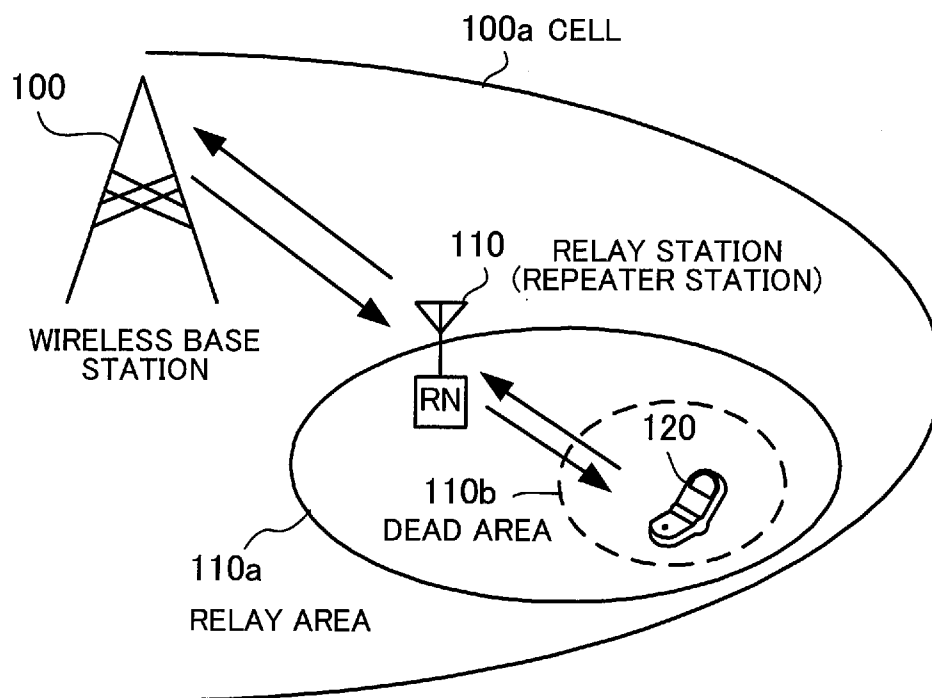 100a CELL
100
110
RELAY STATION
(REPEATER STATION)
WIRELESS BASE
STATION
RN
120
110b
DEAD AREA
110a
RELAY AREA